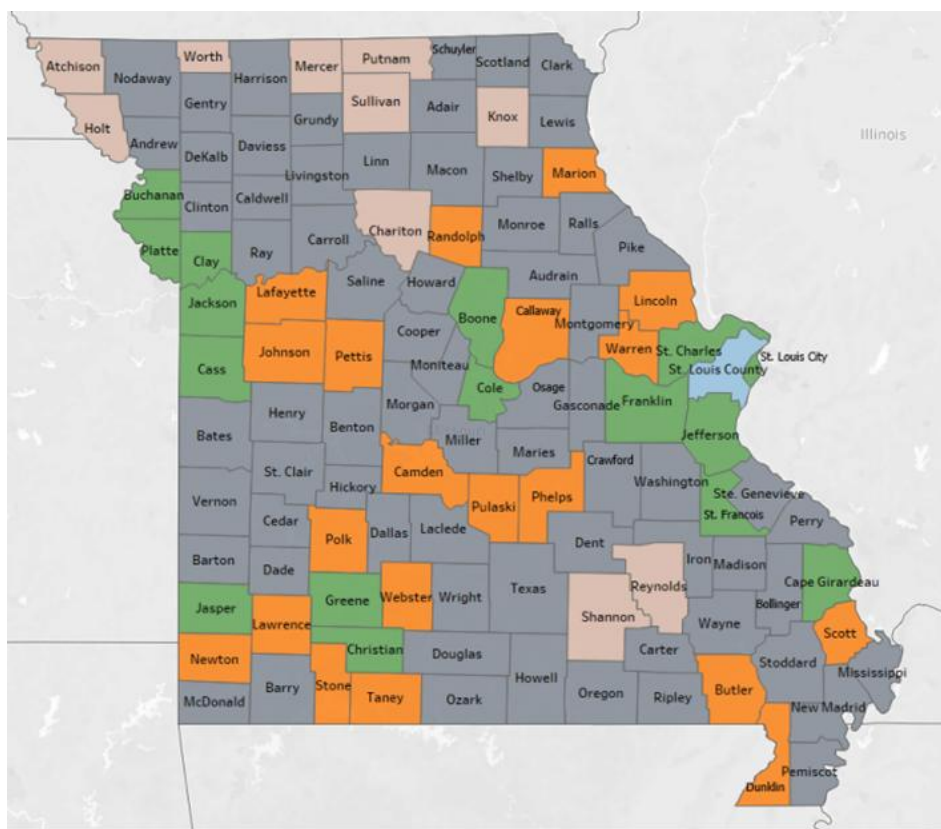 Atchison
Nodaway
Worth
Harrison
Mercer
Putnam
Schuyler
Scotland
Clark
Gentry
Sullivan
Adair
Knox
Lewis
Holt
Andrew
Grundy
DeKalb
Daviess
Linn
Macon
Shelby
Marion
Illinois
Livingston
Buchanan
Clinton
Caldwell
Chariton
Randolph
Monroe
Ralls
Platte
Clay
Ray
Carroll
Pike
Saline
Howard
Audrain
Jackson
Lafayette
Boone
Callaway
Lincoln
Montgomery
Cooper
Johnson
Pettis
Moniteau
Warren
St. Charles
St. Louis City
Cass
St. Louis County
Cole
Osage
Gasconade
Franklin
Morgan
Henry
Benton
Bates
Miller
Maries
Jefferson
Crawford
St. Clair
Camden
Washington
Hickory
Pulaski
Phelps
Ste. Genevieve
Vernon
St. Francois
Cedar
Dallas
Laclede
Perry
Polk
Dent
Iron
Madison
Barton
Dade
Texas
Reynolds
Cape Girardeau
Jasper
Greene
Webster
Wright
Bollinger
Shannon
Lawrence
Wayne
Scott
Christian
Douglas
Carter
Newton
Stoddard
Mississippi
Howell
Stone
Taney
Butler
McDonald
Barry
Ozark
Oregon
Ripley
New Madrid
Pemiscot
Dunklin